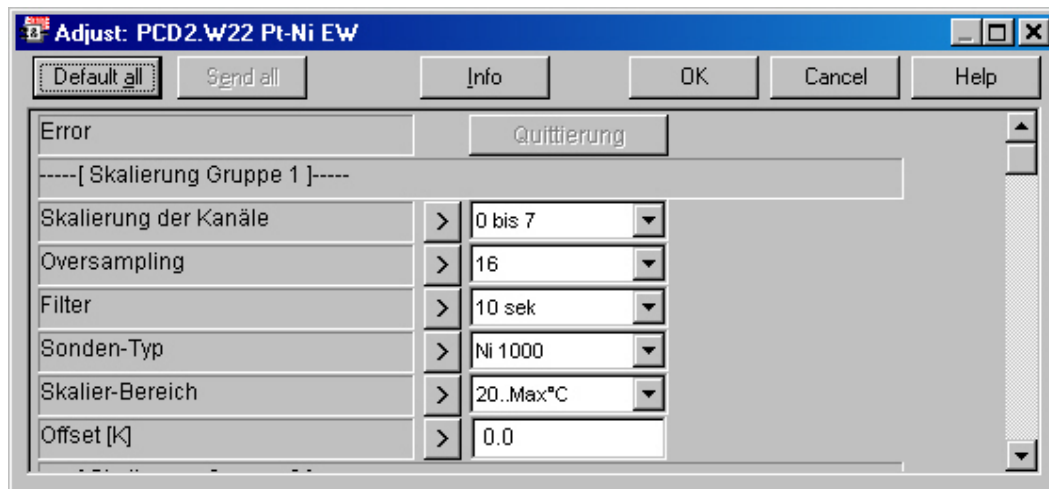 Adjust: PCD2.W22 Pt-Ni EW
Default all Send all Info OK Cancel Help
Error Quittierung
-----[ Skalierung Gruppe 1 ]-----
Skalierung der Kanäle > 0 bis 7
Oversampling > 16
Filter > 10 sek
Sonden-Typ > Ni 1000
Skalier-Bereich > 20..Max°C
Offset [K] > 0.0